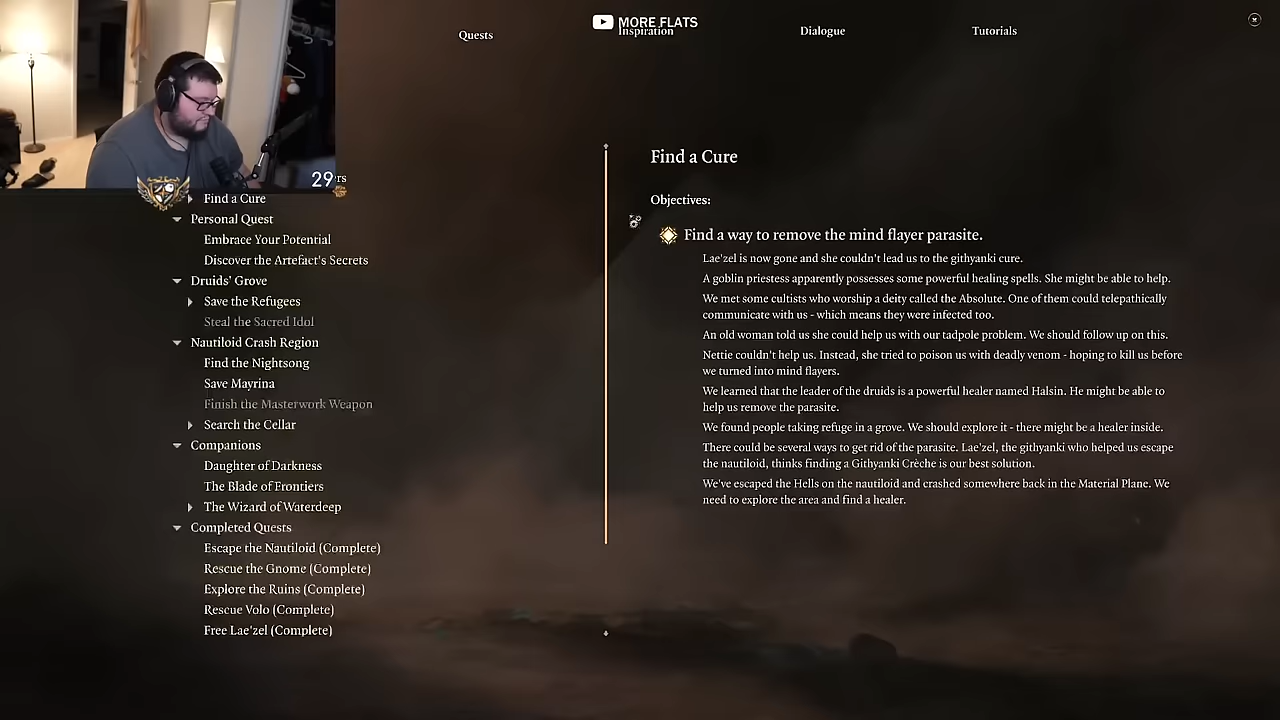 MORE FLATS
Quests
Inspiration
Dialogue
Tutorials
29
rs
Find a Cure
Personal Quest
Embrace Your Potential
Discover the Artefact's Secrets
Druids' Grove
Save the Refugees
Steal the Sacred Idol
Nautiloid Crash Region
Find the Nightsong
Save Mayrina
Finish the Masterwork Weapon
Search the Cellar
Companions
Daughter of Darkness
The Blade of Frontiers
The Wizard of Waterdeep
Completed Quests
Escape the Nautiloid (Complete)
Rescue the Gnome (Complete)
Explore the Ruins (Complete)
Rescue Volo (Complete)
Free Lae'zel (Complete)
Find a Cure
Objectives:
Find a way to remove the mind flayer parasite.
Lae'zel is now gone and she couldn't lead us to the githyanki cure.
A goblin priestess apparently possesses some powerful healing spells. She might be able to help.
We met some cultists who worship a deity called the Absolute. One of them could telepathically
communicate with us - which means they were infected too.
An old woman told us she could help us with our tadpole problem. We should follow up on this.
Nettie couldn't help us. Instead, she tried to poison us with deadly venom - hoping to kill us before
we turned into mind flayers.
We learned that the leader of the druids is a powerful healer named Halsin. He might be able to
help us remove the parasite.
We found people taking refuge in a grove. We should explore it - there might be a healer inside.
There could be several ways to get rid of the parasite. Lae'zel, the githyanki who helped us escape
the nautiloid, thinks finding a Githyanki Crèche is our best solution.
We've escaped the Hells on the nautiloid and crashed somewhere back in the Material Plane. We
need to explore the area and find a healer.